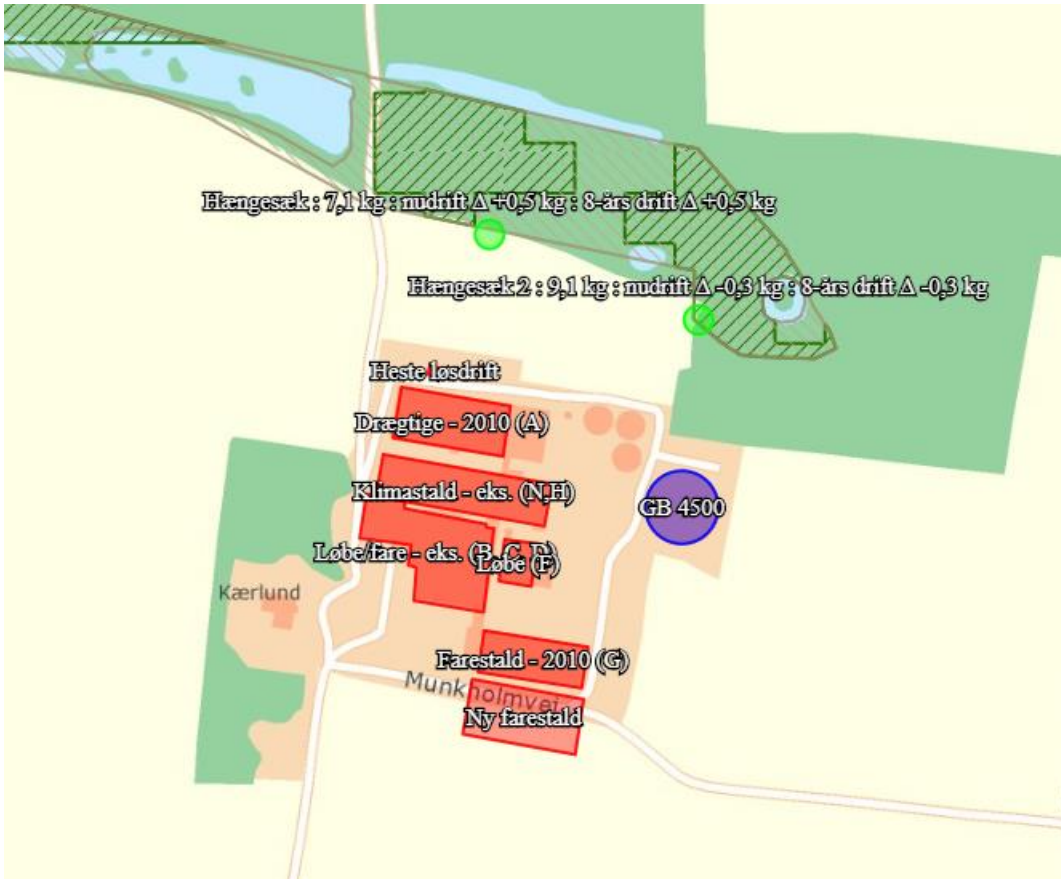 Hængesæk : 7,1 kg : nudrift Δ +0,5 kg : 8-års drift Δ +0,5 kg
Hængesæk 2 : 9,1 kg : nudrift Δ -0,3 kg : 8-års drift Δ -0,3 kg
Heste løsdrift
Drægtige - 2010 (A)
Klimastald - eks. (N,H)
GB 4500
Løbe/fare - eks. (B, C, D)
Løbe (F)
Kærlund
Farestald - 2010 (G)
Munkholmvej
Ny farestald